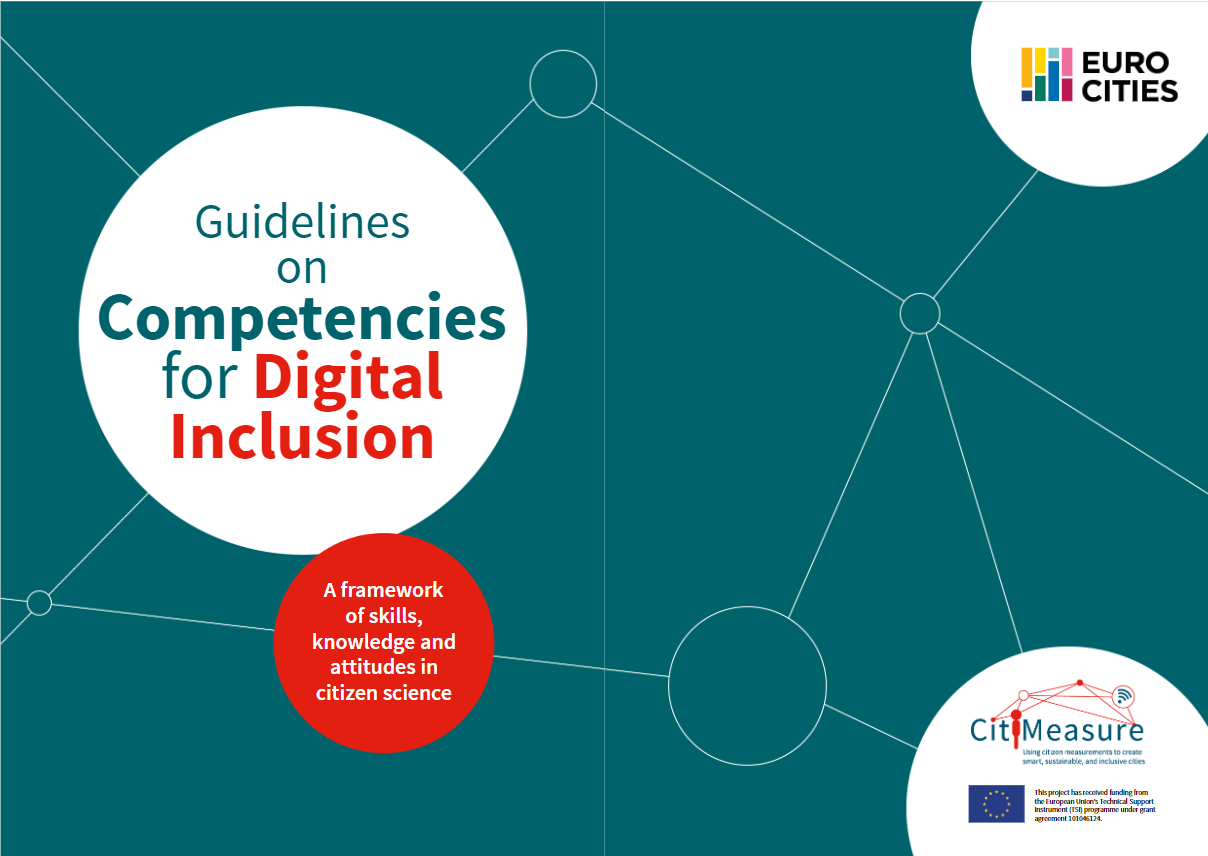 Guidelines
on
Competencies
for Digital
Inclusion
A framework
of skills,
knowledge and
attitudes in
citizen science
EURO
CITIES
CitiMeasure
Using citizen measurements to create
smart, sustainable, and inclusive cities
This project has received funding from
the European Union's Technical Support
Instrument (TSI) programme under grant
agreement 101046124.